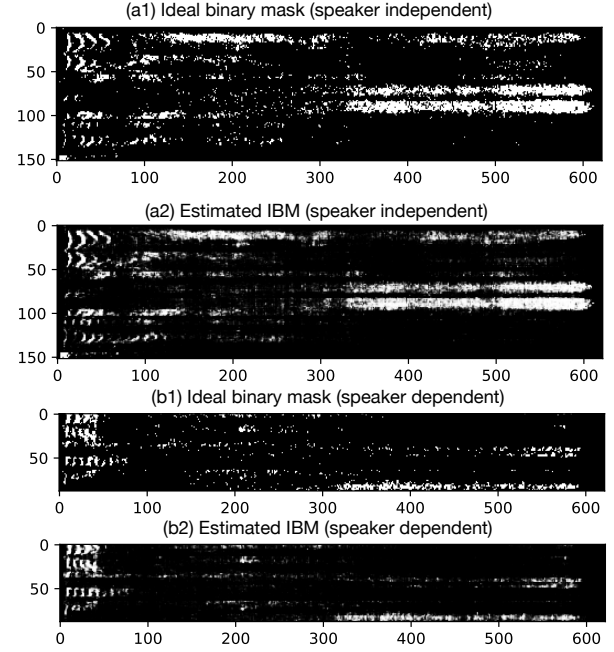 (a1) Ideal binary mask (speaker independent)
0
50
100
150
0 100 200 300 400 500 600
(a2) Estimated IBM (speaker independent)
0
50
100
150
0 100 200 300 400 500 600
(b1) Ideal binary mask (speaker dependent)
0
50
0 100 200 300 400 500 600
(b2) Estimated IBM (speaker dependent)
0
50
0 100 200 300 400 500 600